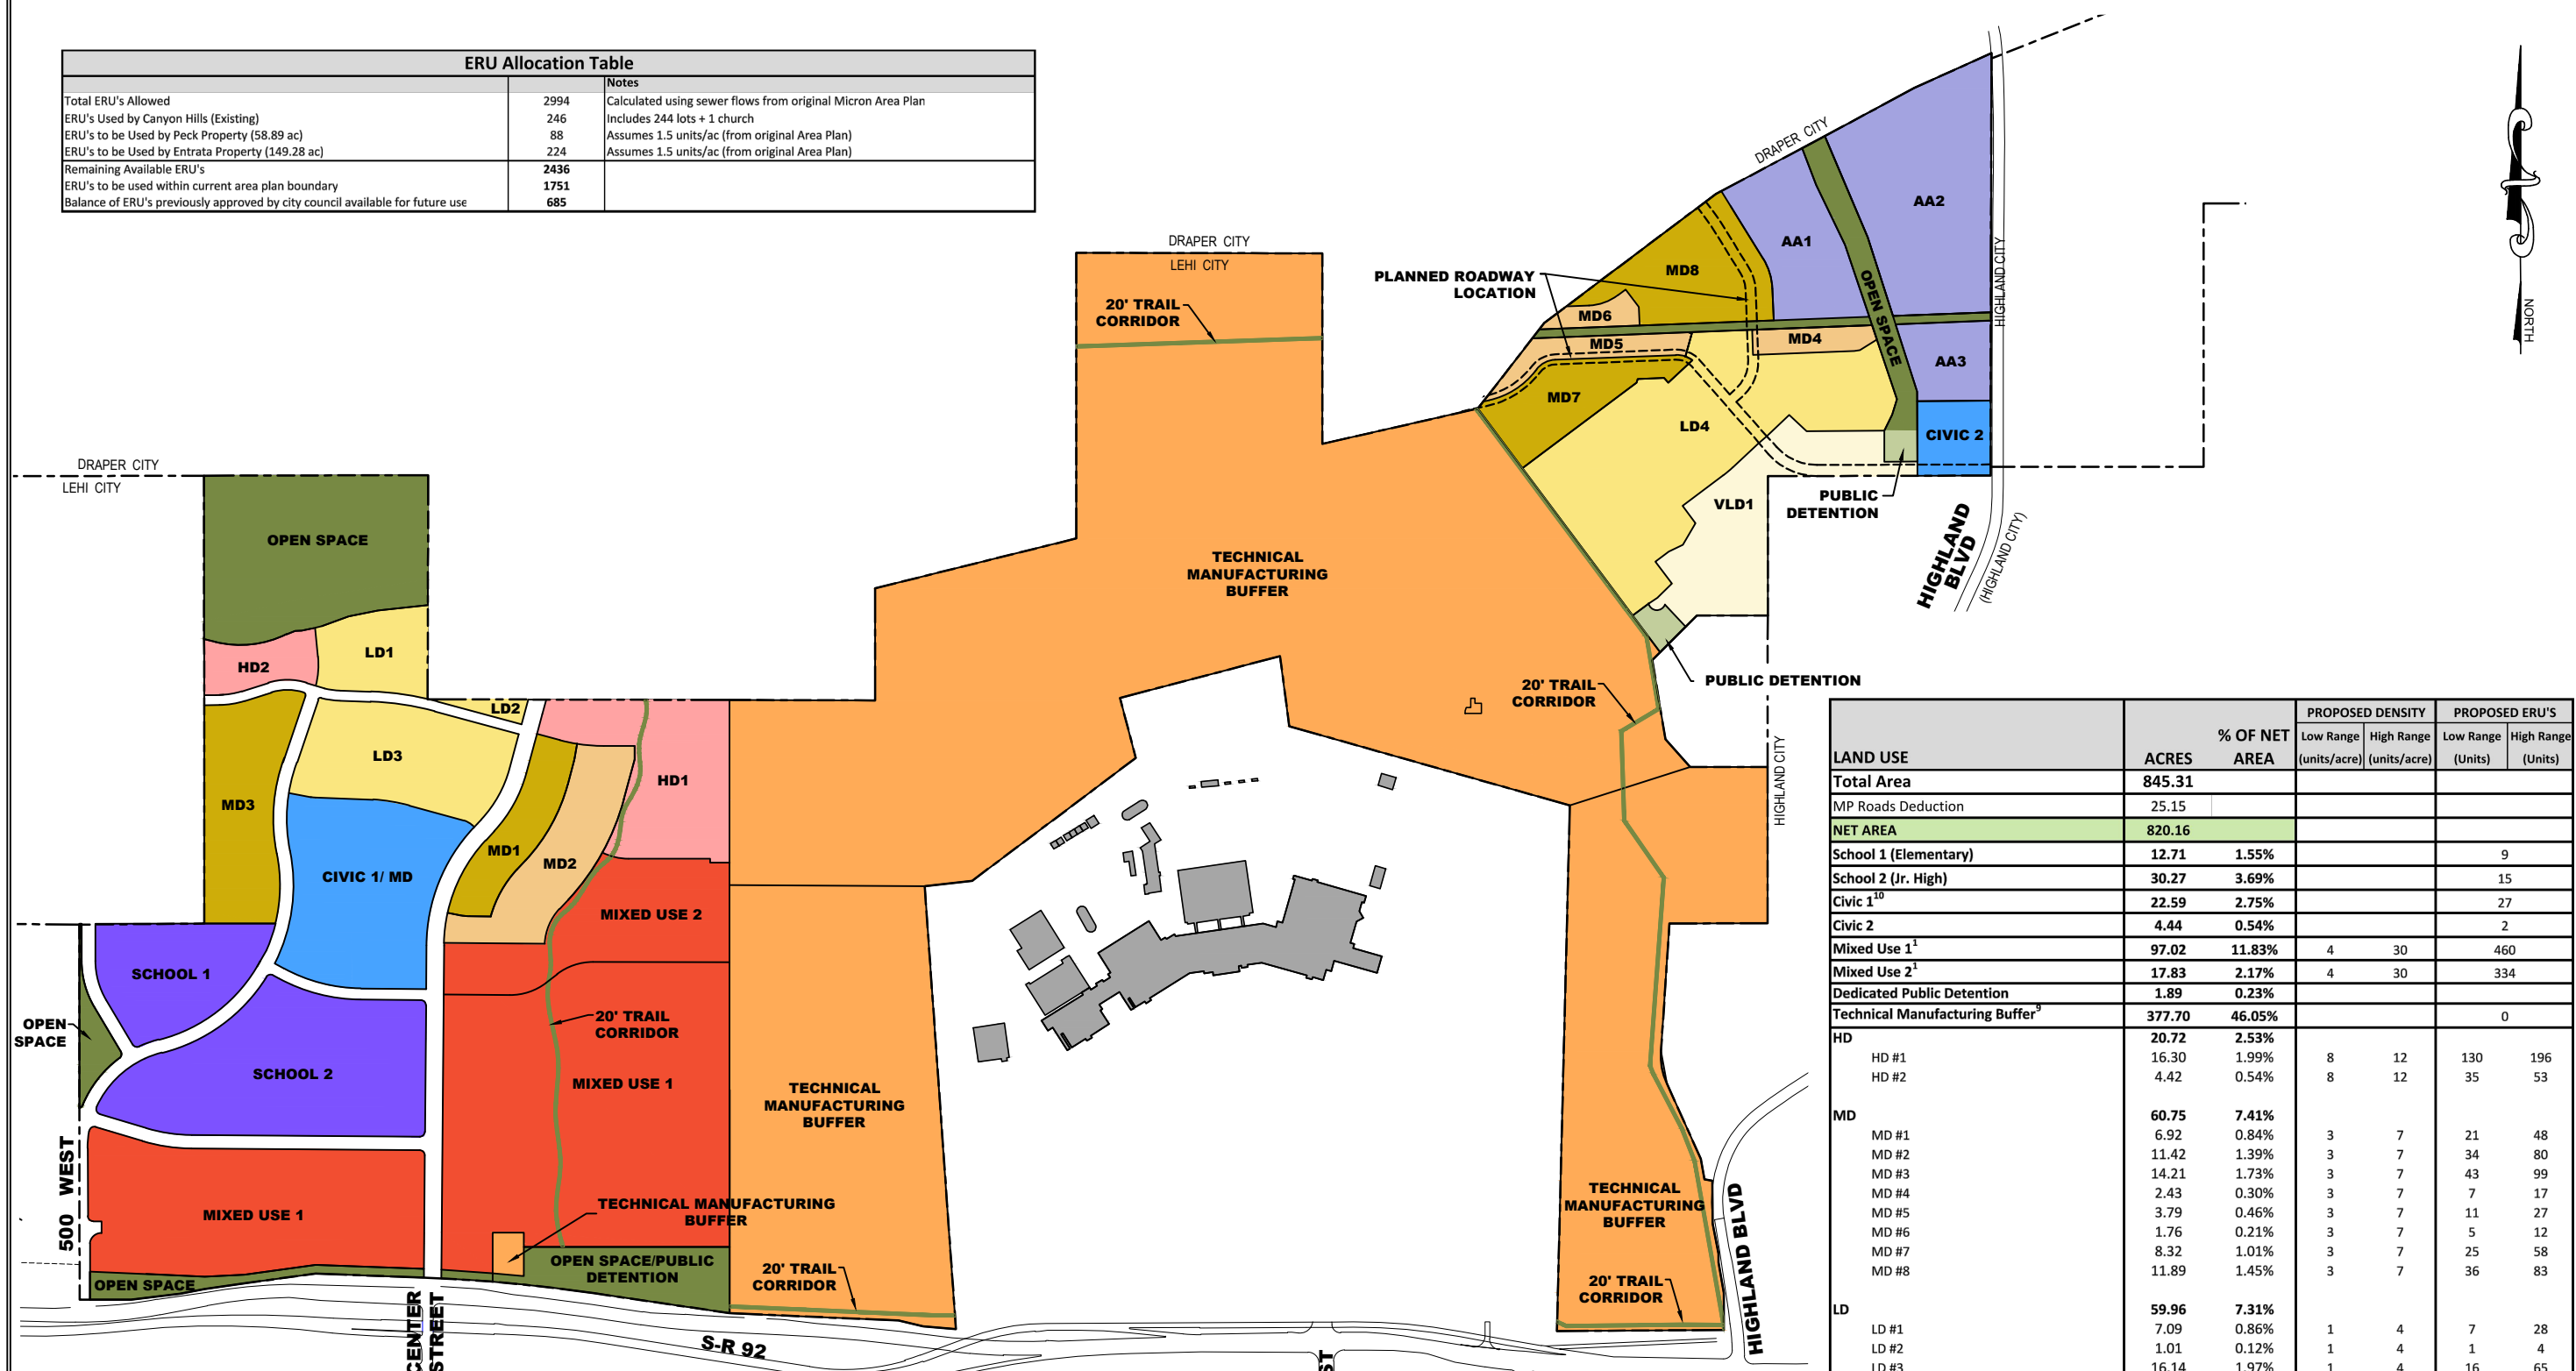 ERU Allocation Table
Notes
Total ERU's Allowed 2994 Calculated using sewer flows from original Micron Area Plan
ERU's Used by Canyon Hills (Existing) 246 Includes 244 lots + 1 church
ERU's to be Used by Peck Property (58.89 ac) 88 Assumes 1.5 units/ac (from original Area Plan)
ERU's to be Used by Entrata Property (149.28 ac) 224 Assumes 1.5 units/ac (from original Area Plan)
Remaining Available ERU's 2436
ERU's to be used within current area plan boundary 1751
Balance of ERU's previously approved by city council available for future use 685
DRAPER CITY
AA2
AA1
HIGHLAND CITY
NORTH
DRAPER CITY
LEHI CITY
20' TRAIL
CORRIDOR
PLANNED ROADWAY
LOCATION
MD8
OPEN SPACE
MD6
MD5
MD4
AA3
MD7
LD4
CIVIC 2
VLD1
PUBLIC
DETENTION
HIGHLAND
BLVD
(HIGHLAND CITY)
DRAPER CITY
LEHI CITY
OPEN SPACE
TECHNICAL
MANUFACTURING
BUFFER
HD2
LD1
PUBLIC DETENTION
20' TRAIL
CORRIDOR
HIGHLAND CITY
LD2
LD3
HD1
MD3
MD1
MD2
CIVIC 1/ MD
MIXED USE 2
SCHOOL 1
OPEN
SPACE
20' TRAIL
CORRIDOR
SCHOOL 2
MIXED USE 1
TECHNICAL
MANUFACTURING
BUFFER
500 WEST
MIXED USE 1
TECHNICAL MANUFACTURING
BUFFER
TECHNICAL
MANUFACTURING
BUFFER
HIGHLAND BLVD
OPEN SPACE
OPEN SPACE/PUBLIC
DETENTION
20' TRAIL
CORRIDOR
20' TRAIL
CORRIDOR
CENTER
STREET
S-R 92
ST
PROPOSED DENSITY PROPOSED ERU'S
LAND USE ACRES % OF NET AREA Low Range (units/acre) High Range (units/acre) Low Range (Units) High Range (Units)
Total Area 845.31
MP Roads Deduction 25.15
NET AREA 820.16
School 1 (Elementary) 12.71 1.55% 9
School 2 (Jr. High) 30.27 3.69% 15
Civic 1¹⁰ 22.59 2.75% 27
Civic 2 4.44 0.54% 2
Mixed Use 1¹ 97.02 11.83% 4 30 460
Mixed Use 2¹ 17.83 2.17% 4 30 334
Dedicated Public Detention 1.89 0.23%
Technical Manufacturing Buffer⁹ 377.70 46.05% 0
HD 20.72 2.53%
HD #1 16.30 1.99% 8 12 130 196
HD #2 4.42 0.54% 8 12 35 53
MD 60.75 7.41%
MD #1 6.92 0.84% 3 7 21 48
MD #2 11.42 1.39% 3 7 34 80
MD #3 14.21 1.73% 3 7 43 99
MD #4 2.43 0.30% 3 7 7 17
MD #5 3.79 0.46% 3 7 11 27
MD #6 1.76 0.21% 3 7 5 12
MD #7 8.32 1.01% 3 7 25 58
MD #8 11.89 1.45% 3 7 36 83
LD 59.96 7.31%
LD #1 7.09 0.86% 1 4 7 28
LD #2 1.01 0.12% 1 4 1 4
LD #3 16.14 1.97% 1 4 16 65